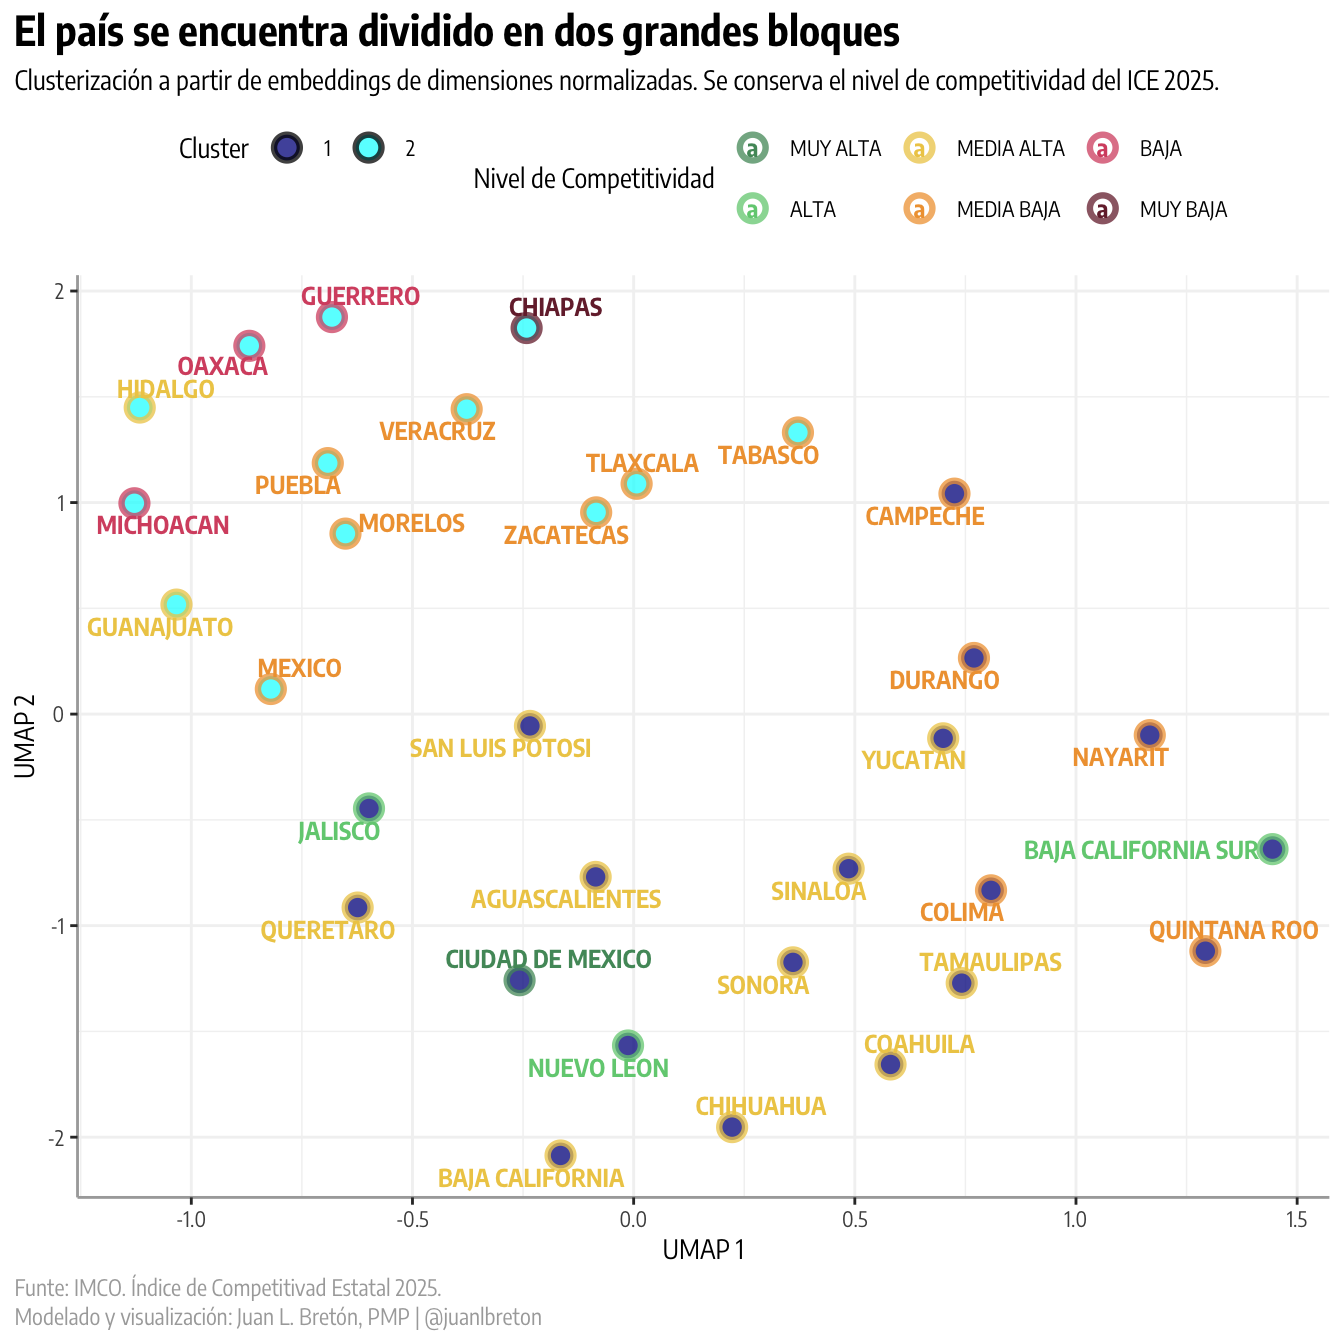 El país se encuentra dividido en dos grandes bloques
Clusterización a partir de embeddings de dimensiones normalizadas. Se conserva el nivel de competitividad del ICE 2025.
Cluster 1 2
Nivel de Competitividad
a MUY ALTA a MEDIA ALTA a BAJA
a ALTA a MEDIA BAJA a MUY BAJA
2
GUERRERO
CHIAPAS
OAXACA
HIDALGO
VERACRUZ
TABASCO
TLAXCALA
PUEBLA
1
CAMPECHE
MICHOACAN
MORELOS
ZACATECAS
GUANAJUATO
MEXICO
DURANGO
0
UMAP 2
SAN LUIS POTOSI
YUCATAN
NAYARIT
JALISCO
BAJA CALIFORNIA SUR
SINALOA
AGUASCALIENTES
COLIMA
-1
QUERETARO
QUINTANA ROO
CIUDAD DE MEXICO
TAMAULIPAS
SONORA
COAHUILA
NUEVO LEON
CHIHUAHUA
-2
BAJA CALIFORNIA
-1.0 -0.5 0.0 0.5 1.0 1.5
UMAP 1
Funte: IMCO. Índice de Competitivad Estatal 2025.
Modelado y visualización: Juan L. Bretón, PMP | @juanlbreton